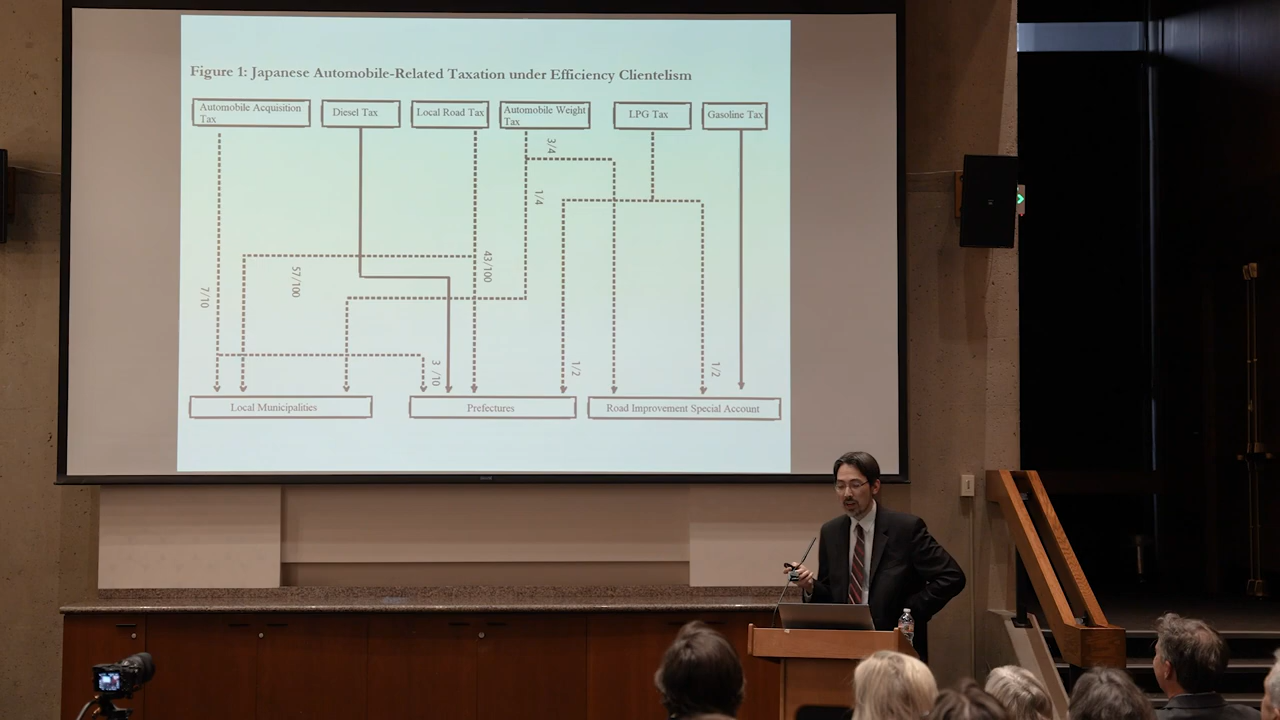 Figure 1: Japanese Automobile-Related Taxation under Efficiency Clientelism
Automobile Acquisition
Tax
Diesel Tax
Local Road Tax
Automobile Weight
Tax
LPG Tax
Gasoline Tax
3/4
1/4
43/100
57/100
7/10
3/10
1/2
1/2
Local Municipalities
Prefectures
Road Improvement Special Account